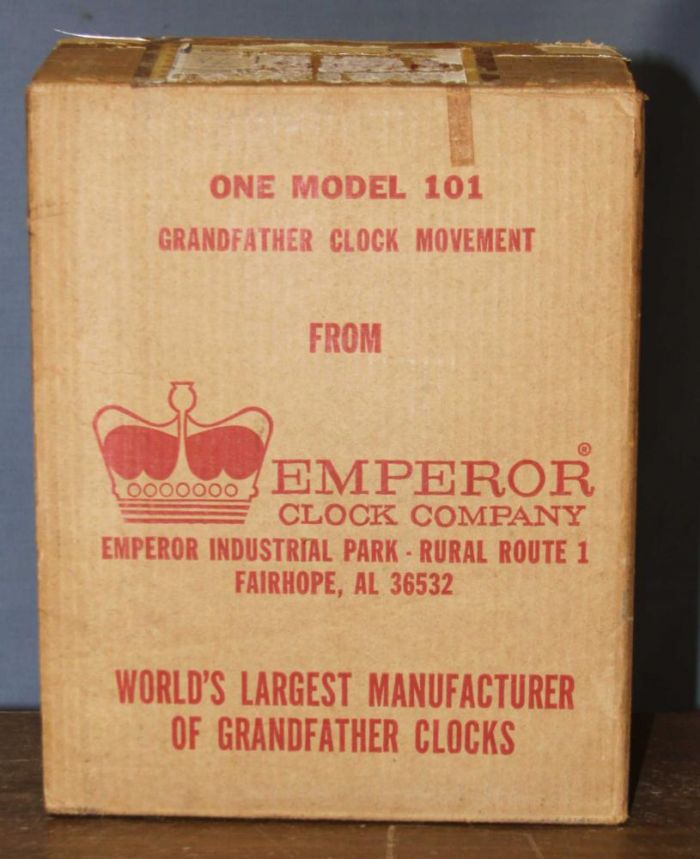 ONE MODEL 101
GRANDFATHER CLOCK MOVEMENT
FROM
EMPEROR®
CLOCK COMPANY
EMPEROR INDUSTRIAL PARK - RURAL ROUTE 1
FAIRHOPE, AL 36532
WORLD'S LARGEST MANUFACTURER
OF GRANDFATHER CLOCKS